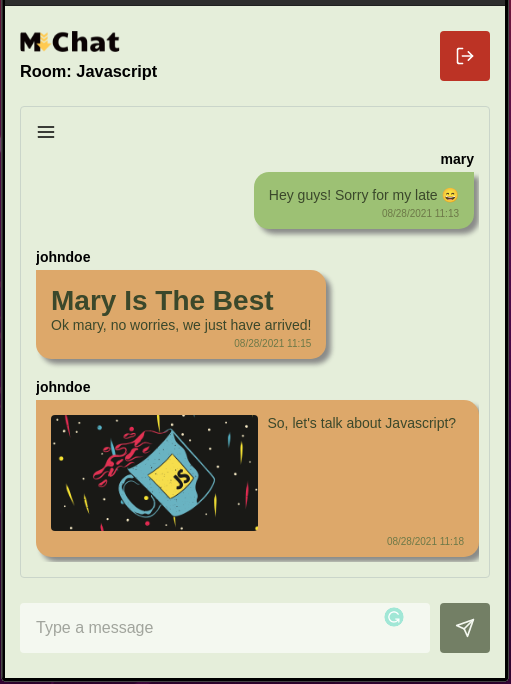 M Chat
Room: Javascript
mary
Hey guys! Sorry for my late 😄
08/28/2021 11:13
johndoe
Mary Is The Best
Ok mary, no worries, we just have arrived!
08/28/2021 11:15
johndoe
JS
So, let's talk about Javascript?
08/28/2021 11:18
Type a message